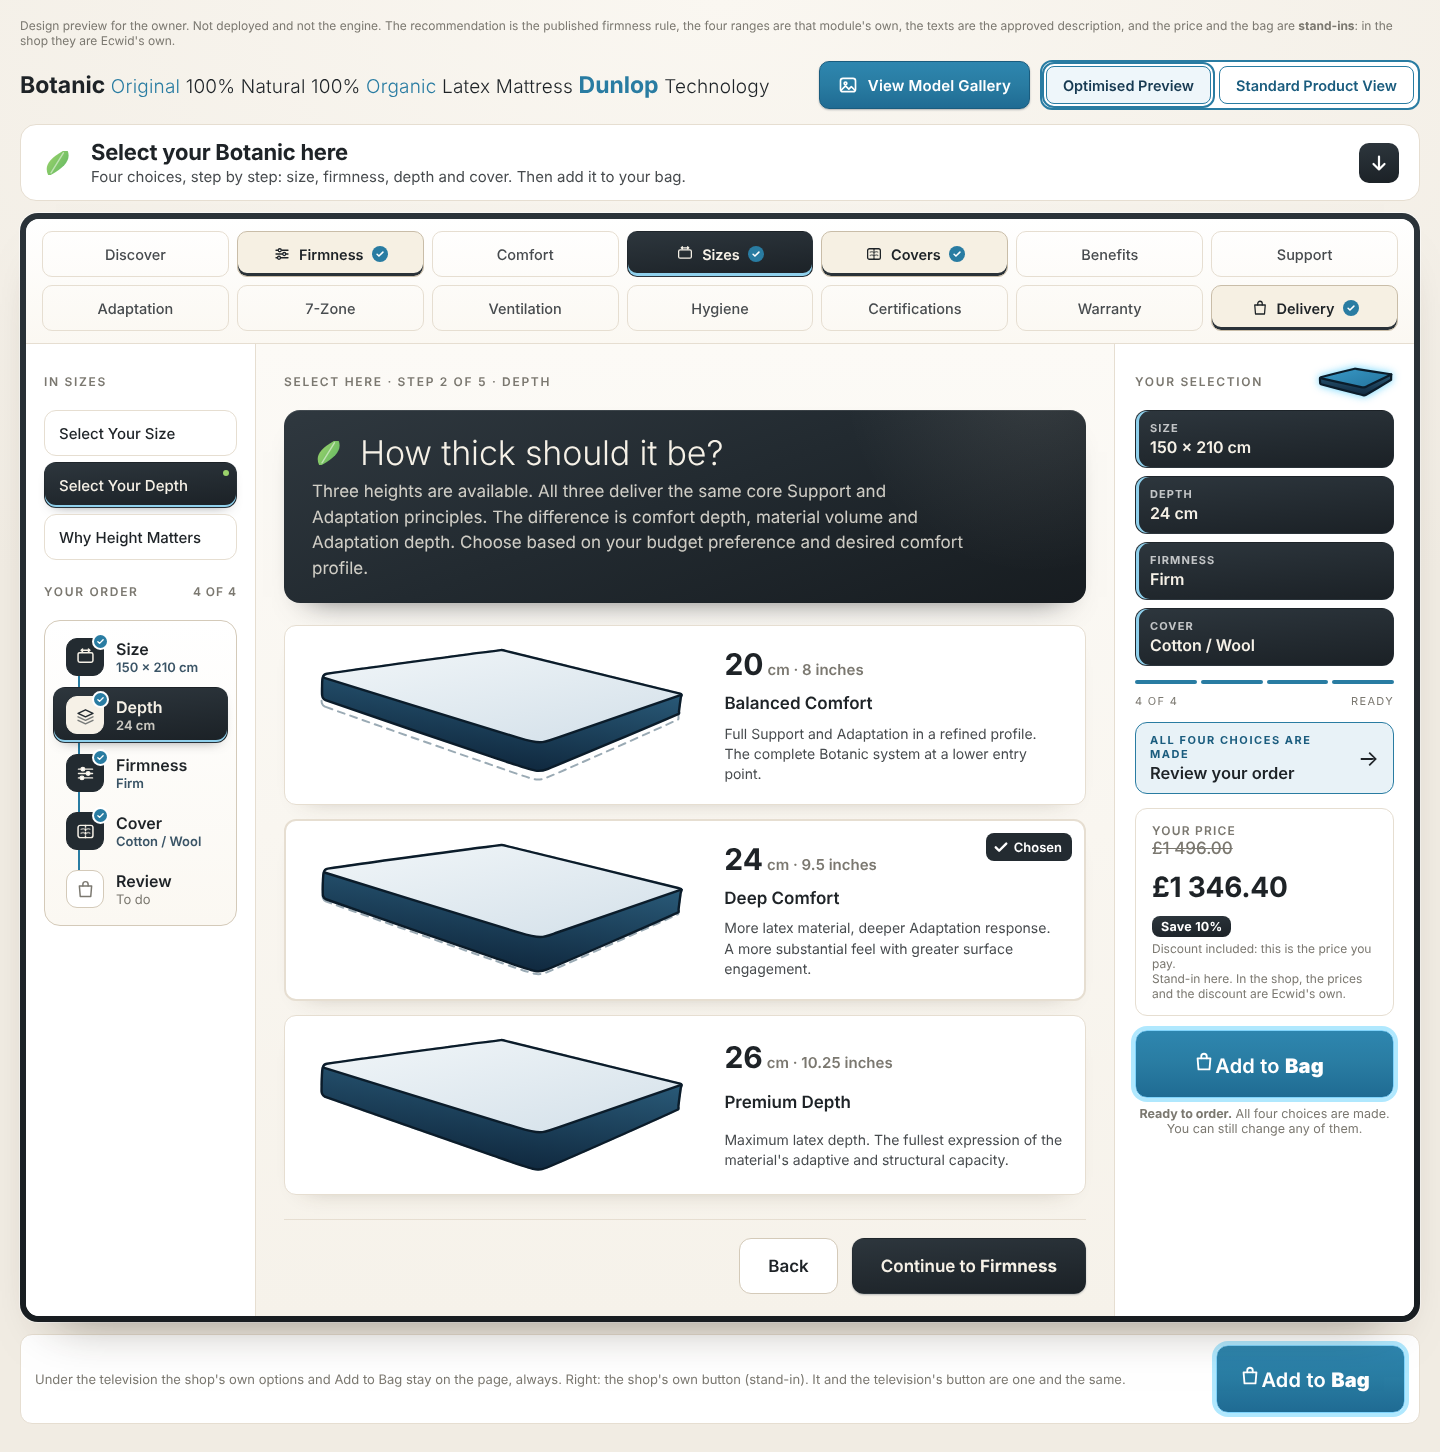 Design preview for the owner. Not deployed and not the engine. The recommendation is the published firmness rule, the four ranges are that module's own, the texts are the approved description, and the price and the bag are stand-ins: in the
shop they are Ecwid's own.
Botanic Original 100% Natural 100% Organic Latex Mattress Dunlop Technology
View Model Gallery
Optimised Preview
Standard Product View
Select your Botanic here
Four choices, step by step: size, firmness, depth and cover. Then add it to your bag.
Discover
Firmness
Comfort
Sizes
Covers
Benefits
Support
Adaptation
7-Zone
Ventilation
Hygiene
Certifications
Warranty
Delivery
IN SIZES
Select Your Size
Select Your Depth
Why Height Matters
YOUR ORDER 4 OF 4
Size
150 × 210 cm
Depth
24 cm
Firmness
Firm
Cover
Cotton / Wool
Review
To do
SELECT HERE · STEP 2 OF 5 · DEPTH
How thick should it be?
Three heights are available. All three deliver the same core Support and
Adaptation principles. The difference is comfort depth, material volume and
Adaptation depth. Choose based on your budget preference and desired comfort
profile.
20 cm · 8 inches
Balanced Comfort
Full Support and Adaptation in a refined profile.
The complete Botanic system at a lower entry
point.
Chosen
24 cm · 9.5 inches
Deep Comfort
More latex material, deeper Adaptation response.
A more substantial feel with greater surface
engagement.
26 cm · 10.25 inches
Premium Depth
Maximum latex depth. The fullest expression of the
material's adaptive and structural capacity.
Back
Continue to Firmness
YOUR SELECTION
SIZE
150 × 210 cm
DEPTH
24 cm
FIRMNESS
Firm
COVER
Cotton / Wool
4 OF 4 READY
ALL FOUR CHOICES ARE
MADE
Review your order
YOUR PRICE
£1 496.00
£1 346.40
Save 10%
Discount included: this is the price you
pay.
Stand-in here. In the shop, the prices
and the discount are Ecwid's own.
Add to Bag
Ready to order. All four choices are made.
You can still change any of them.
Under the television the shop's own options and Add to Bag stay on the page, always. Right: the shop's own button (stand-in). It and the television's button are one and the same.
Add to Bag